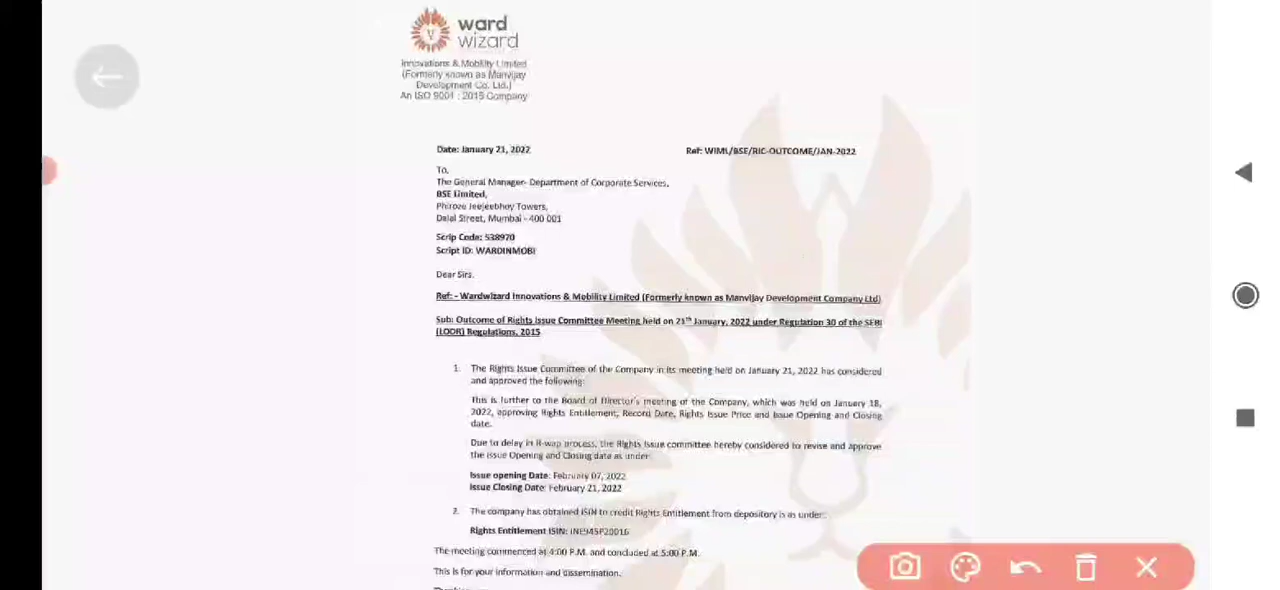 ward
wizard
Innovations & Mobility Limited
(Formerly known as Manvijay
Development Co. Ltd.)
An ISO 9001 : 2015 Company
Date: January 21, 2022
Ref: WIML/BSE/RIC-OUTCOME/JAN-2022
To,
The General Manager- Department of Corporate Services,
BSE Limited,
Phiroze Jeejeebhoy Towers,
Dalal Street, Mumbai - 400 001
Scrip Code: 538970
Script ID: WARDINMOBI
Dear Sirs,
Ref: - Wardwizard Innovations & Mobility Limited (Formerly known as Manvijay Development Company Ltd)
Sub: Outcome of Rights Issue Committee Meeting held on 21th January, 2022 under Regulation 30 of the SEBI
(LODR) Regulations, 2015
1. The Rights Issue Committee of the Company in its meeting held on January 21, 2022 has considered
and approved the following:
This is further to the Board of Director's meeting of the Company, which was held on January 18,
2022, approving Rights Entitlement, Record Date, Rights Issue Price and Issue Opening and Closing
date.
Due to delay in R-wap process, the Rights Issue committee hereby considered to revise and approve
the Issue Opening and Closing date as under:
Issue opening Date: February 07, 2022
Issue Closing Date: February 21, 2022
2. The company has obtained ISIN to credit Rights Entitlement from depository is as under:
Rights Entitlement ISIN: INE945P20016
The meeting commenced at 4:00 P.M. and concluded at 5:00 P.M.
This is for your information and dissemination.